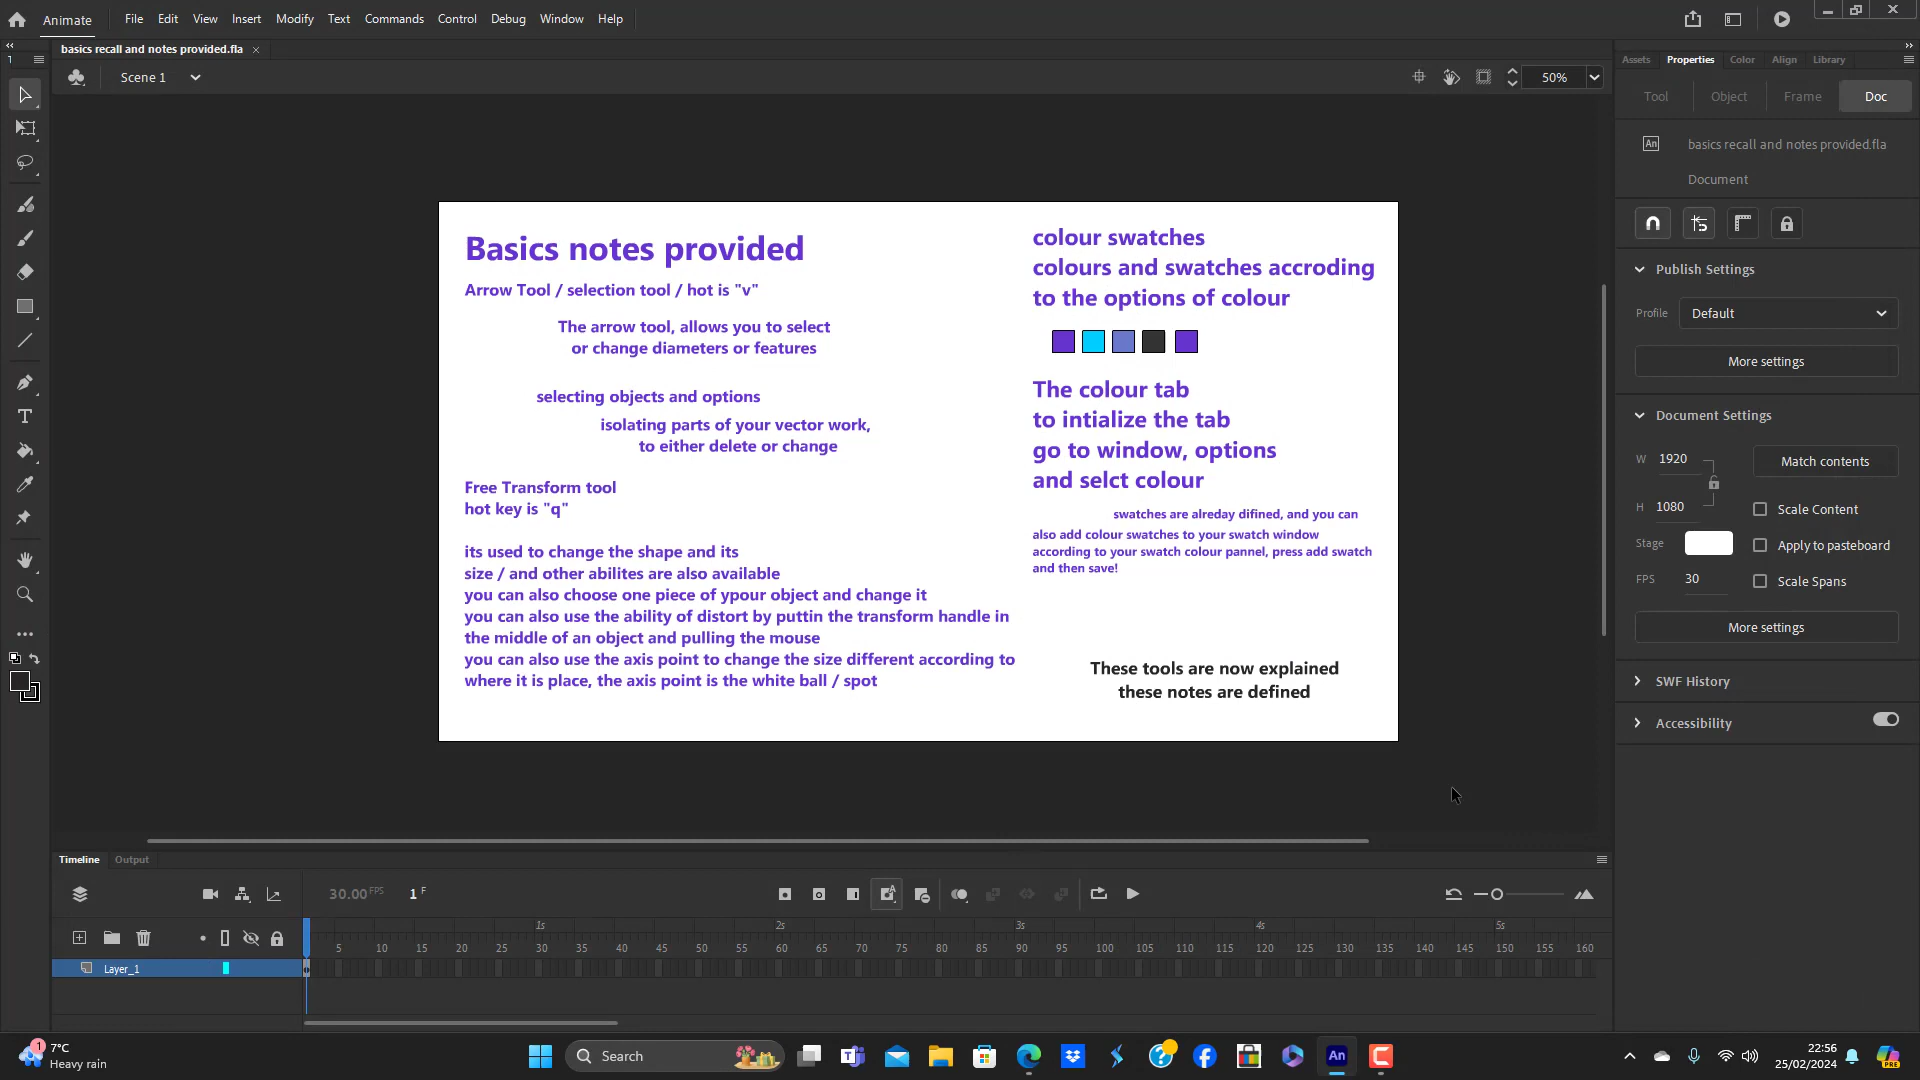 Animate
File Edit View Insert Modify Text Commands Control Debug Window Help
basics recall and notes provided.fla
Scene 1
50%
Basics notes provided
Arrow Tool / selection tool / hot is "v"
The arrow tool, allows you to select
or change diameters or features
selecting objects and options
isolating parts of your vector work,
to either delete or change
Free Transform tool
hot key is "q"
its used to change the shape and its
size / and other abilites are also available
you can also choose one piece of ypour object and change it
you can also use the ability of distort by puttin the transform handle in
the middle of an object and pulling the mouse
you can also use the axis point to change the size different according to
where it is place, the axis point is the white ball / spot
colour swatches
colours and swatches accroding
to the options of colour
The colour tab
to intialize the tab
go to window, options
and selct colour
swatches are alreday difined, and you can
also add colour swatches to your swatch window
according to your swatch colour pannel, press add swatch
and then save!
These tools are now explained
these notes are defined
Assets Properties Color Align Library
Tool Object Frame Doc
An basics recall and notes provided.fla
Document
Publish Settings
Profile Default
More settings
Document Settings
W 1920 Match contents
H 1080 Scale Content
Stage Apply to pasteboard
FPS 30 Scale Spans
More settings
SWF History
Accessibility
Timeline Output
30.00 FPS 1 F
1s 2s 3s 4s 5s
5 10 15 20 25 30 35 40 45 50 55 60 65 70 75 80 85 90 95 100 105 110 115 120 125 130 135 140 145 150 155 160
Layer_1
1
7°C
Heavy rain
Search
An
22:56
25/02/2024
PRE